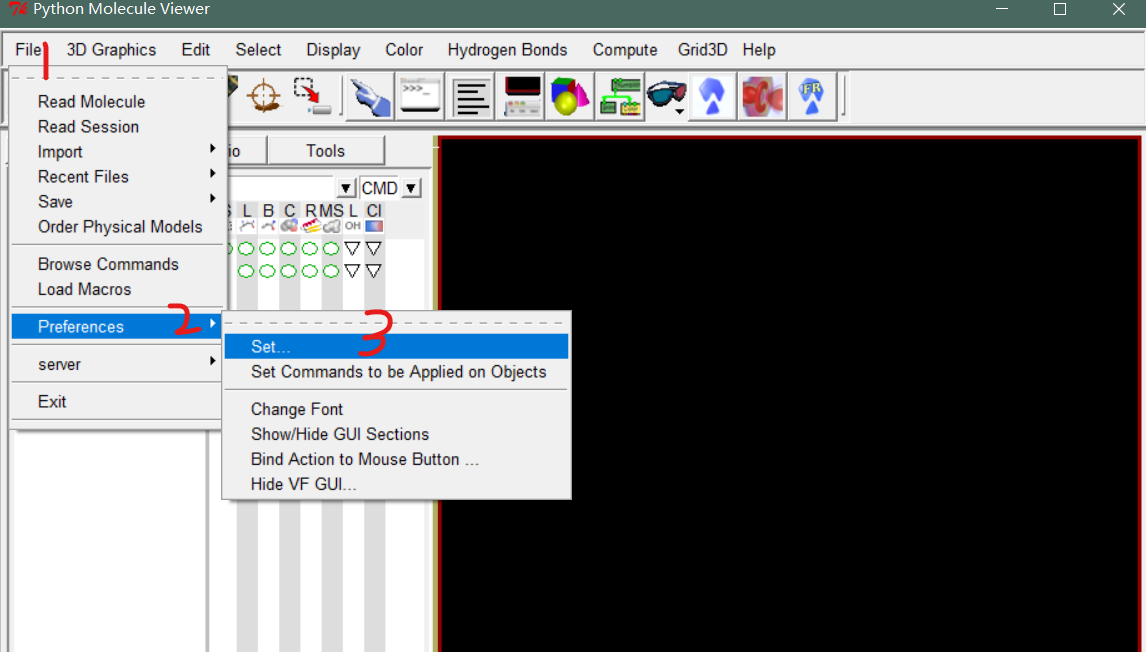 Python Molecule Viewer
File 3D Graphics Edit Select Display Color Hydrogen Bonds Compute Grid3D Help
1
>>>_
FR
Read Molecule
Read Session
Import
Recent Files
Save
Order Physical Models
Browse Commands
Load Macros
Preferences 2
server
Exit
io Tools
CMD
S L B C R MS L Cl
OH
3
Set...
Set Commands to be Applied on Objects
Change Font
Show/Hide GUI Sections
Bind Action to Mouse Button ...
Hide VF GUI...